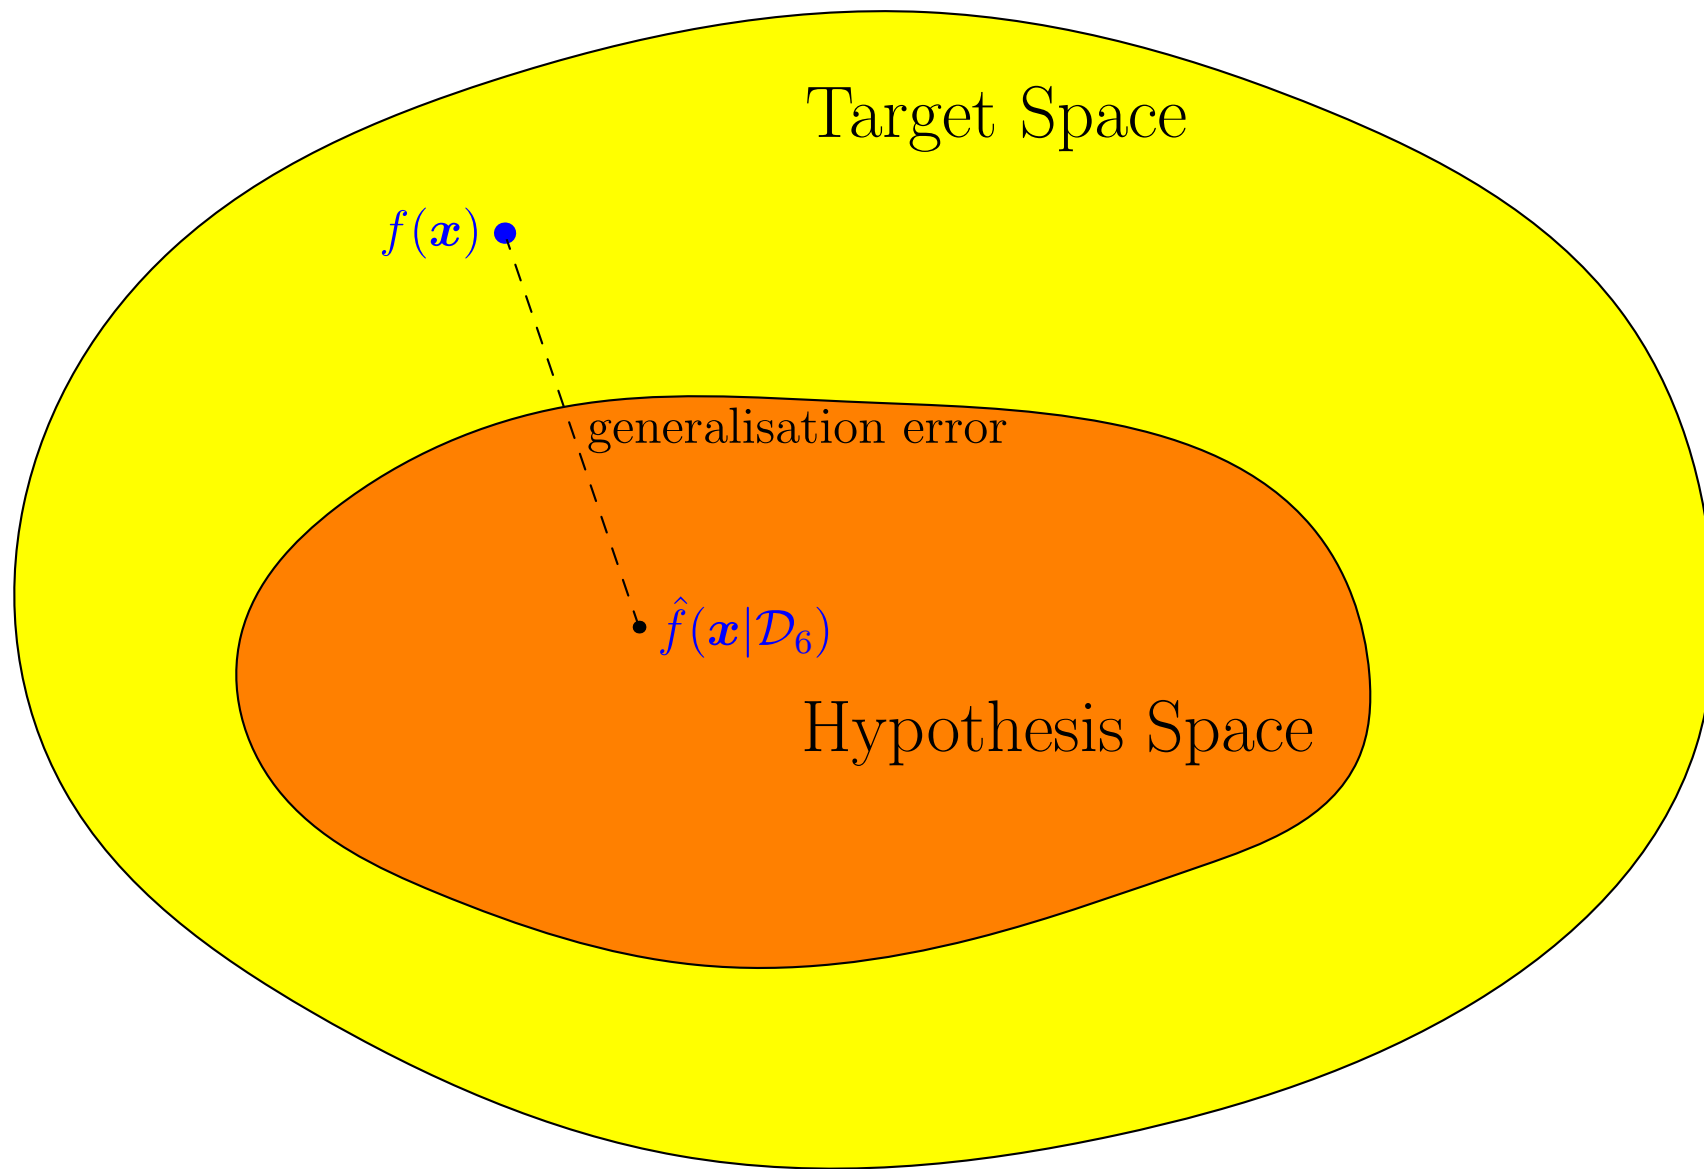 Target Space
f(x)
generalisation error
f̂(x|𝒟₆)
Hypothesis Space